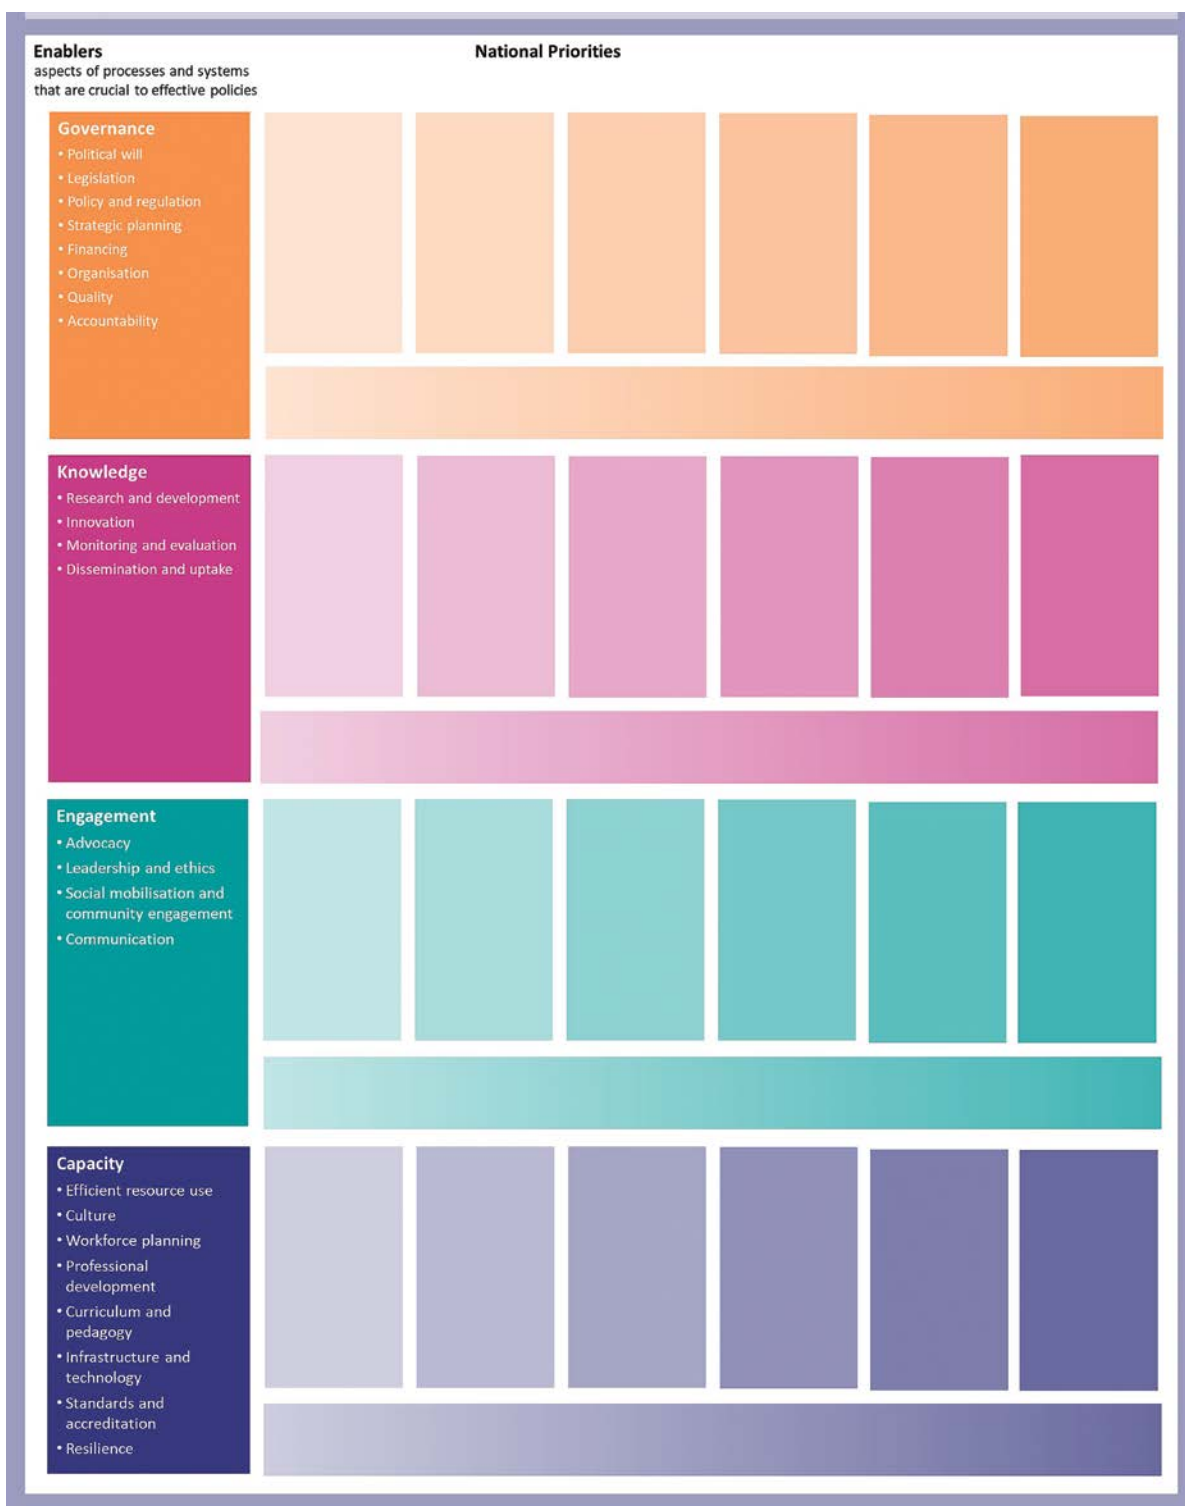 Enablers
aspects of processes and systems
that are crucial to effective policies
National Priorities
Governance
• Political will
• Legislation
• Policy and regulation
• Strategic planning
• Financing
• Organisation
• Quality
• Accountability
Knowledge
• Research and development
• Innovation
• Monitoring and evaluation
• Dissemination and uptake
Engagement
• Advocacy
• Leadership and ethics
• Social mobilisation and
community engagement
• Communication
Capacity
• Efficient resource use
• Culture
• Workforce planning
• Professional
development
• Curriculum and
pedagogy
• Infrastructure and
technology
• Standards and
accreditation
• Resilience